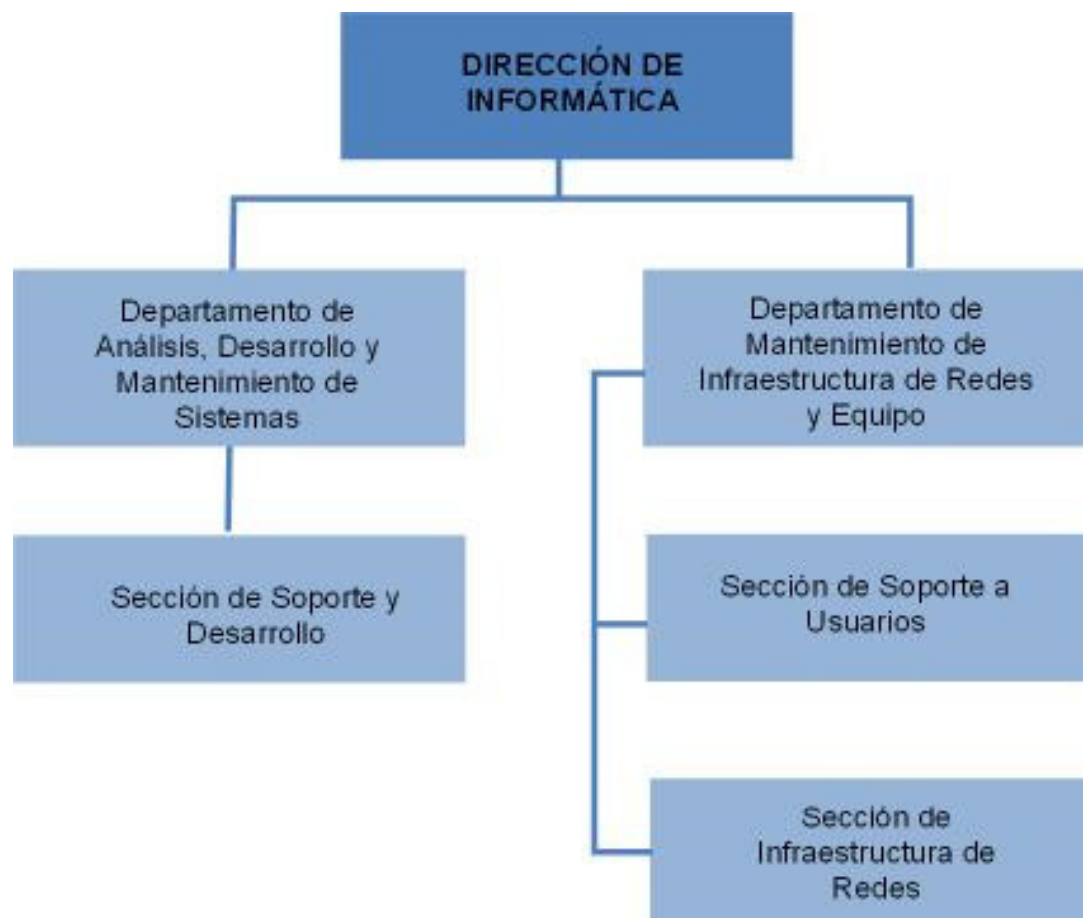 DIRECCIÓN DE
INFORMÁTICA
Departamento de
Análisis, Desarrollo y
Mantenimiento de
Sistemas
Departamento de
Mantenimiento de
Infraestructura de Redes
y Equipo
Sección de Soporte y
Desarrollo
Sección de Soporte a
Usuarios
Sección de
Infraestructura de
Redes